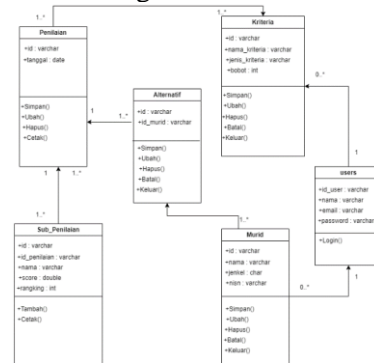 Penilaian
+id : varchar
+tanggal : date
+Simpan()
+Ubah()
+Hapus()
+Cetak()
1..*
1..*
Kriteria
+id : varchar
+nama_kriteria : varchar
+jenis_kriteria : varchar
+bobot : int
+Simpan()
+Ubah()
+Hapus()
+Batal()
+Keluar()
0..*
1
Alternatif
+id : varchar
+id_murid : varchar
+Simpan()
+Ubah()
+Hapus()
+Batal()
+Keluar()
1
1..*
users
+id_user : varchar
+nama : varchar
+email : varchar
+password : varchar
+Login()
1
1
1..*
1..*
Sub_Penilaian
+id : varchar
+id_penilaian : varchar
+nama : varchar
+score : double
+rangking : int
+Tambah()
+Cetak()
1..*
Murid
+id : varchar
+nama : varchar
+jenkel : char
+nisn : varchar
+Simpan()
+Ubah()
+Hapus()
+Batal()
+Keluar()
0..*
1